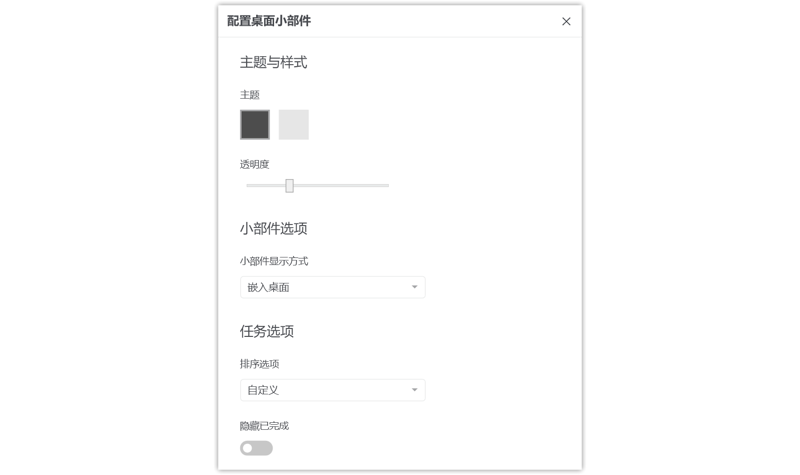 配置桌面小部件
主题与样式
主题
透明度
小部件选项
小部件显示方式
嵌入桌面
任务选项
排序选项
自定义
隐藏已完成